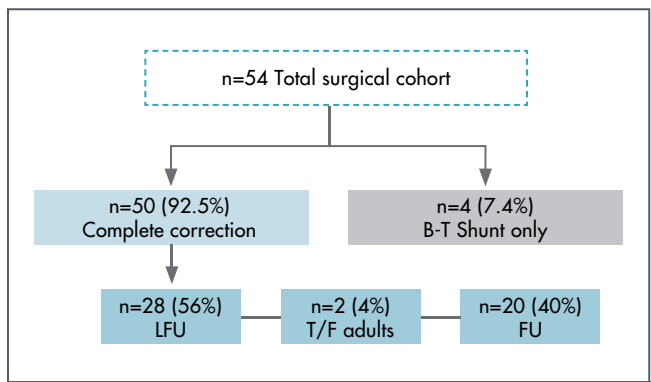 n=54 Total surgical cohort
n=50 (92.5%)
Complete correction
n=4 (7.4%)
B-T Shunt only
n=28 (56%)
LFU
n=2 (4%)
T/F adults
n=20 (40%)
FU